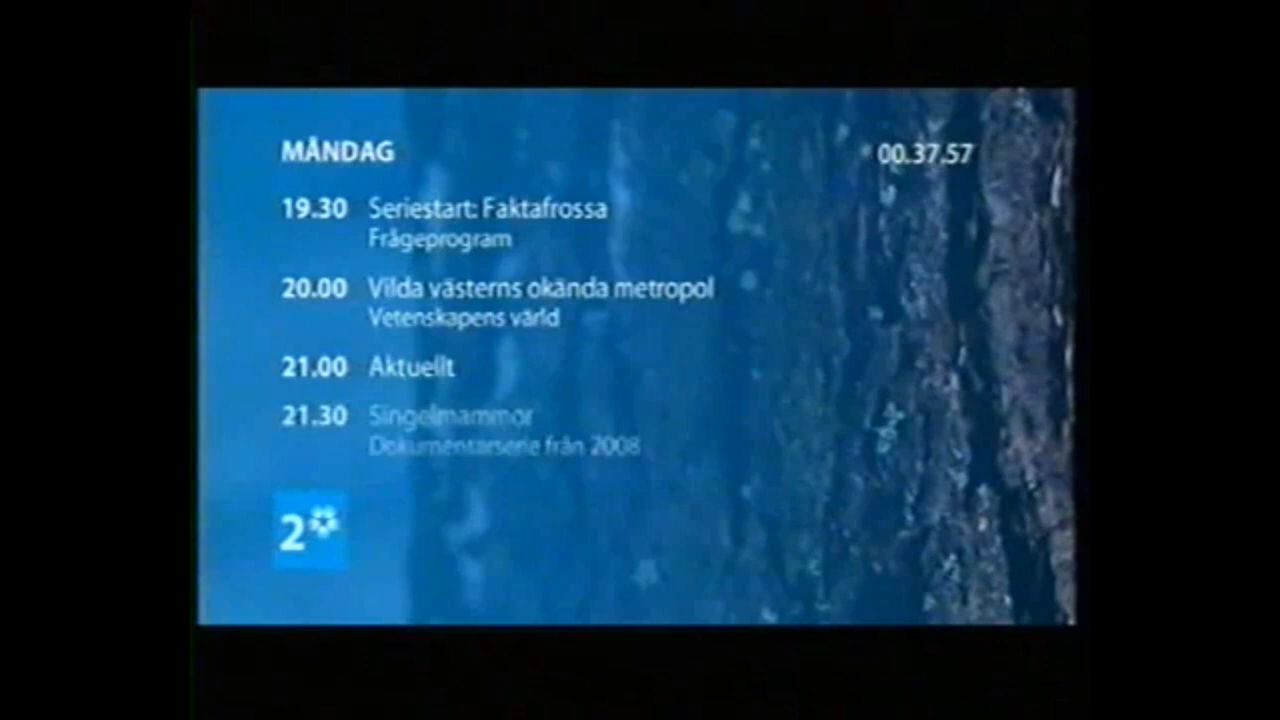 MÅNDAG
00.37.57
19.30 Seriestart: Faktafrossa
Frågeprogram
20.00 Vilda västerns okända metropol
Vetenskapens värld
21.00 Aktuellt
21.30 Singelmammor
Dokumentärserie från 2008
2